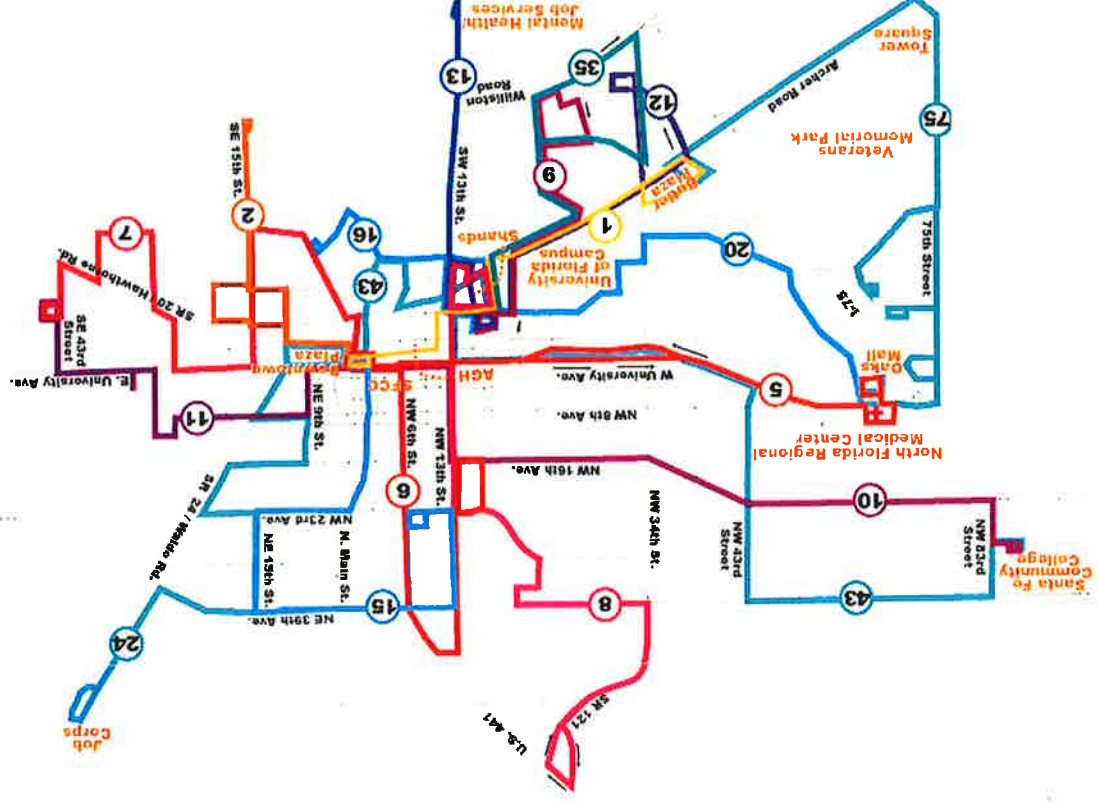 SR 121
U.S. 441
Job
Corps
24
8
43
15
NE 39th Ave.
Santa Fe
Community
College
NW 83rd
Street
NW 43rd
Street
NW 34th St.
N. Main St.
NE 15th St.
SR 24 / Waldo Rd.
NW 23rd Ave.
10
6
NW 16th Ave.
NW 13th St.
NW 6th St.
North Florida Regional
Medical Center
NW 8th Ave.
NE 9th St.
11
5
W University Ave.
AGH
SFCC
Downtown
Plaza
E. University
Ave.
SE 43rd
Street
Oaks
Mall
I-75
75th Street
20
University
of Florida
Campus
Shands
43
16
SR 20 / Hawthorne Rd.
7
2
SE 15th St.
1
Butler
Plaza
9
SW 13th St.
Veterans
Memorial Park
75
12
35
Williston
Road
13
Archer Road
Tower
Square
Mental Health/
Job Services